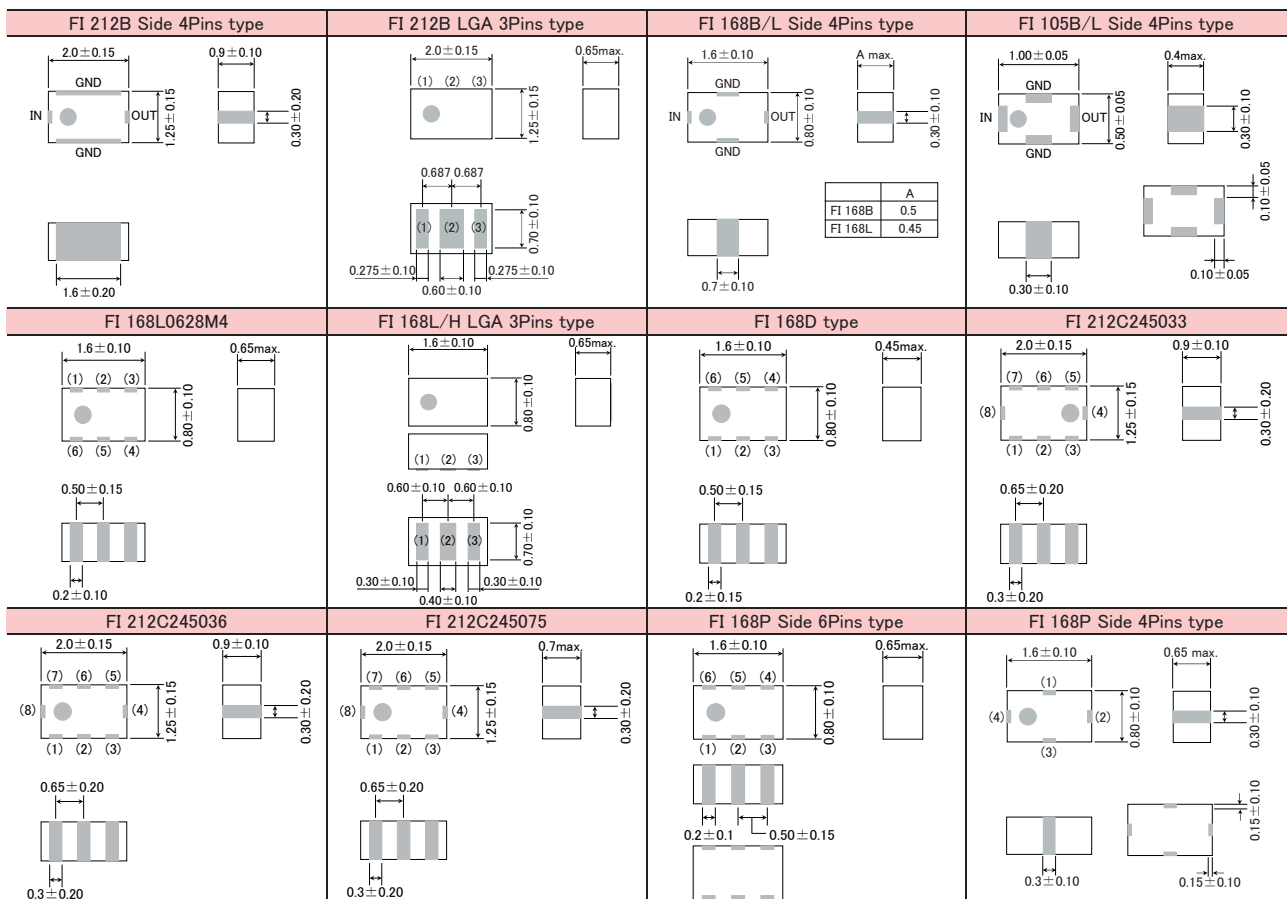 FI 212B Side 4Pins type
2.0±0.15
0.9±0.10
GND
IN
OUT
GND
1.25±0.15
0.30±0.20
1.6±0.20
FI 212B LGA 3Pins type
2.0±0.15
0.65max.
(1) (2) (3)
1.25±0.15
0.687 0.687
(1) (2) (3)
0.70±0.10
0.275±0.10
0.275±0.10
0.60±0.10
FI 168B/L Side 4Pins type
1.6±0.10
A max.
GND
IN
OUT
GND
0.80±0.10
0.30±0.10
A
FI 168B 0.5
FI 168L 0.45
0.7±0.10
FI 105B/L Side 4Pins type
1.00±0.05
0.4max.
GND
IN
OUT
GND
0.50±0.05
0.30±0.10
0.10±0.05
0.10±0.05
0.30±0.10
FI 168L0628M4
1.6±0.10
0.65max.
(1) (2) (3)
0.80±0.10
(6) (5) (4)
0.50±0.15
0.2±0.10
FI 168L/H LGA 3Pins type
1.6±0.10
0.65max.
0.80±0.10
(1) (2) (3)
0.60±0.10 0.60±0.10
(1) (2) (3)
0.70±0.10
0.30±0.10
0.30±0.10
0.40±0.10
FI 168D type
1.6±0.10
0.45max.
(6) (5) (4)
0.80±0.10
(1) (2) (3)
0.50±0.15
0.2±0.15
FI 212C245033
2.0±0.15
0.9±0.10
(7) (6) (5)
(8)
(4)
1.25±0.15
0.30±0.20
(1) (2) (3)
0.65±0.20
0.3±0.20
FI 212C245036
2.0±0.15
0.9±0.10
(7) (6) (5)
(8)
(4)
1.25±0.15
0.30±0.20
(1) (2) (3)
0.65±0.20
0.3±0.20
FI 212C245075
2.0±0.15
0.7max.
(7) (6) (5)
(8)
(4)
1.25±0.15
0.30±0.20
(1) (2) (3)
0.65±0.20
0.3±0.20
FI 168P Side 6Pins type
1.6±0.10
0.65max.
(6) (5) (4)
0.80±0.10
(1) (2) (3)
0.2±0.1
0.50±0.15
FI 168P Side 4Pins type
1.6±0.10
0.65 max.
(1)
(4)
(2)
(3)
0.80±0.10
0.30±0.10
0.15±0.10
0.3±0.10
0.15±0.10